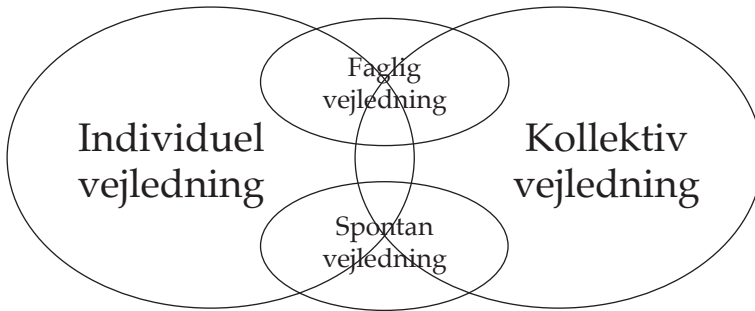 Faglig
vejledning
Individuel
vejledning
Kollektiv
vejledning
Spontan
vejledning